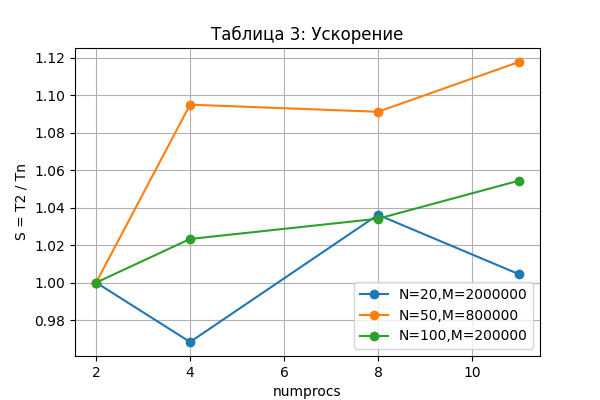 Таблица 3: Ускорение
S = T2 / Tn
1.12
1.10
1.08
1.06
1.04
1.02
1.00
0.98
2
4
6
8
10
numprocs
N=20,M=2000000
N=50,M=800000
N=100,M=200000